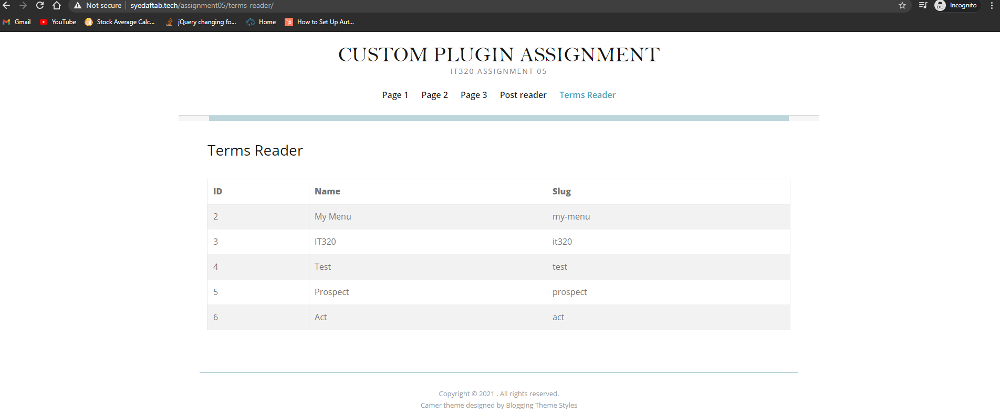 Not secure | syedaftab.tech/assignment05/terms-reader/ Incognito
Gmail YouTube Stock Average Calc... jQuery changing fo... Home How to Set Up Aut...
CUSTOM PLUGIN ASSIGNMENT
IT320 ASSIGNMENT 05
Page 1 Page 2 Page 3 Post reader Terms Reader
Terms Reader
ID Name Slug
2 My Menu my-menu
3 IT320 it320
4 Test test
5 Prospect prospect
6 Act act
Copyright © 2021 . All rights reserved.
Camer theme designed by Blogging Theme Styles